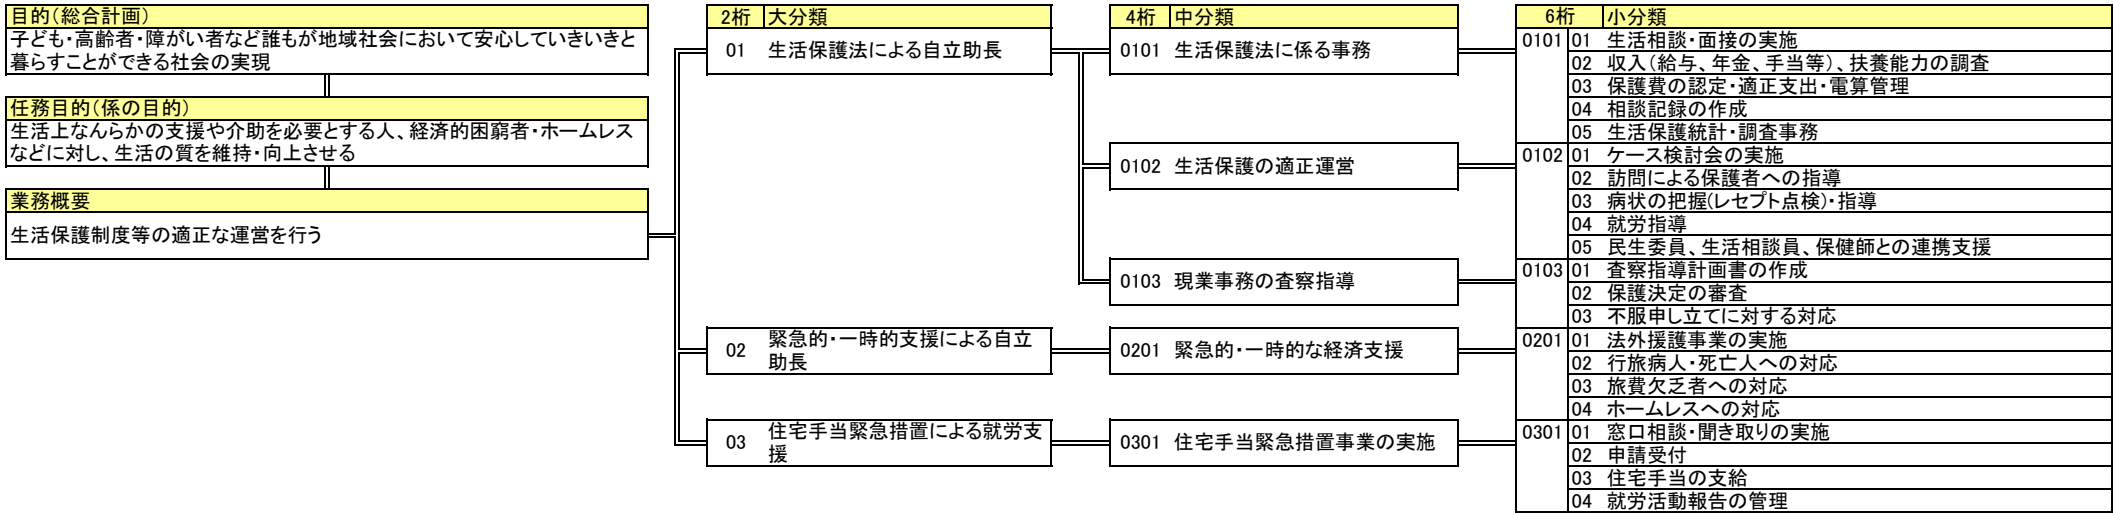 目的(総合計画)
子ども・高齢者・障がい者など誰もが地域社会において安心していきいきと
暮らすことができる社会の実現
任務目的(係の目的)
生活上なんらかの支援や介助を必要とする人、経済的困窮者・ホームレス
などに対し、生活の質を維持・向上させる
業務概要
生活保護制度等の適正な運営を行う
2桁 大分類
01 生活保護法による自立助長
02 緊急的・一時的支援による自立
助長
03 住宅手当緊急措置による就労支
援
4桁 中分類
0101 生活保護法に係る事務
0102 生活保護の適正運営
0103 現業事務の査察指導
0201 緊急的・一時的な経済支援
0301 住宅手当緊急措置事業の実施
6桁 小分類
0101 01 生活相談・面接の実施
02 収入(給与、年金、手当等)、扶養能力の調査
03 保護費の認定・適正支出・電算管理
04 相談記録の作成
05 生活保護統計・調査事務
0102 01 ケース検討会の実施
02 訪問による保護者への指導
03 病状の把握(レセプト点検)・指導
04 就労指導
05 民生委員、生活相談員、保健師との連携支援
0103 01 査察指導計画書の作成
02 保護決定の審査
03 不服申し立てに対する対応
0201 01 法外援護事業の実施
02 行旅病人・死亡人への対応
03 旅費欠乏者への対応
04 ホームレスへの対応
0301 01 窓口相談・聞き取りの実施
02 申請受付
03 住宅手当の支給
04 就労活動報告の管理